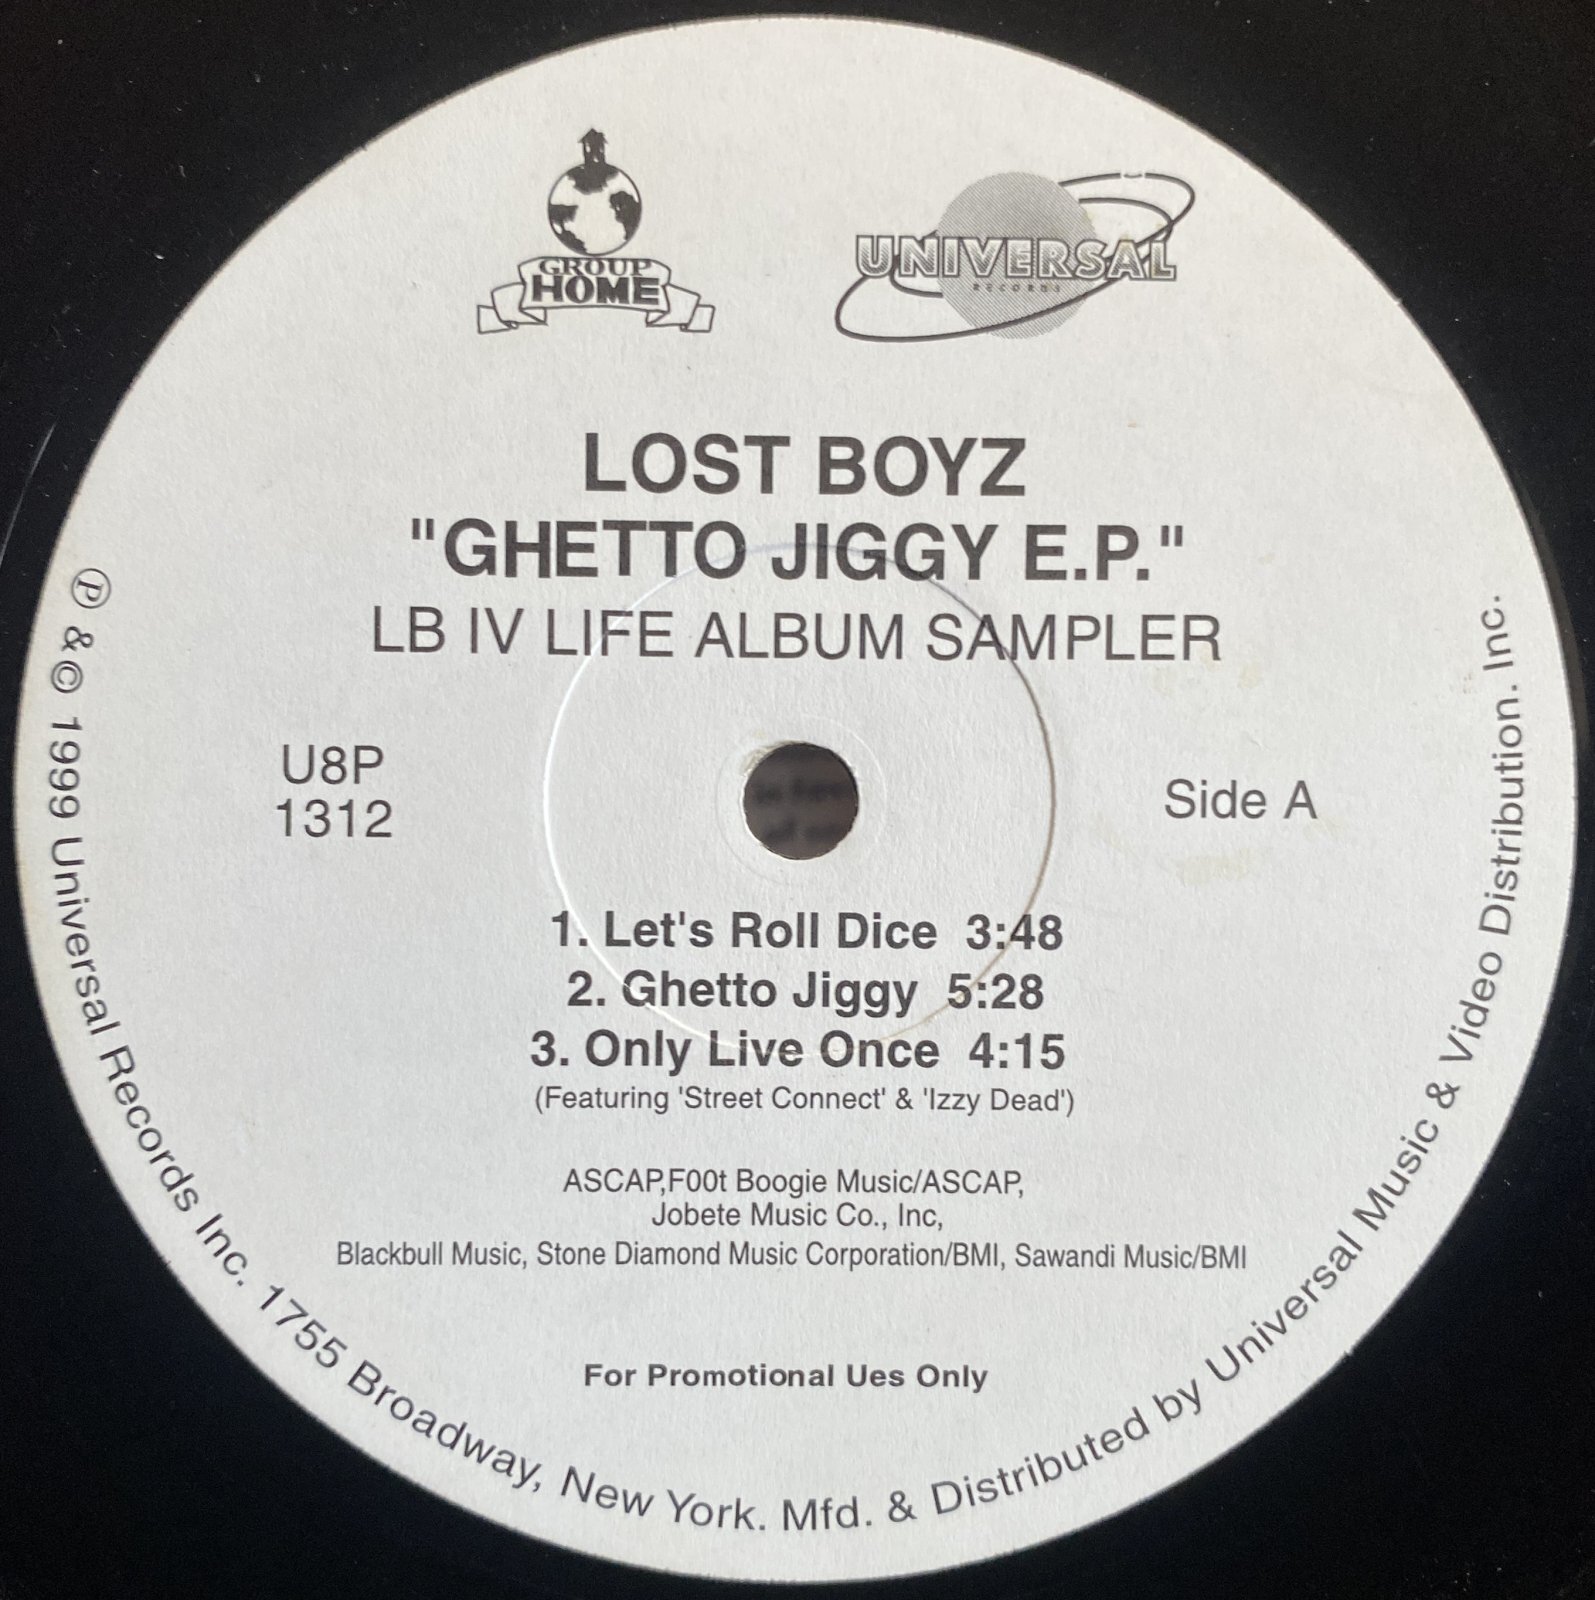 GROUP
HOME
UNIVERSAL
RECORDS
LOST BOYZ
"GHETTO JIGGY E.P."
LB IV LIFE ALBUM SAMPLER
U8P
1312
Side A
1. Let's Roll Dice 3:48
2. Ghetto Jiggy 5:28
3. Only Live Once 4:15
(Featuring 'Street Connect' & 'Izzy Dead')
ASCAP,F00t Boogie Music/ASCAP,
Jobete Music Co., Inc,
Blackbull Music, Stone Diamond Music Corporation/BMI, Sawandi Music/BMI
For Promotional Ues Only
℗ & © 1999 Universal Records Inc. 1755 Broadway, New York. Mfd. & Distributed by Universal Music & Video Distribution. Inc.